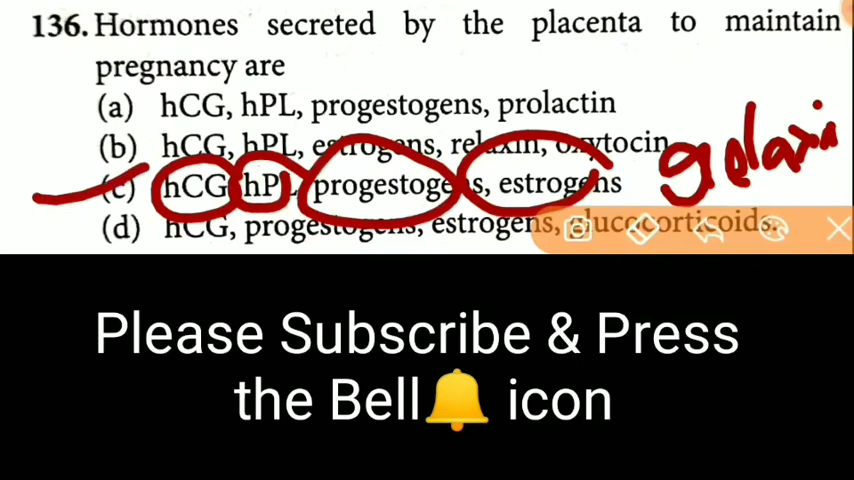 136. Hormones secreted by the placenta to maintain
pregnancy are
(a) hCG, hPL, progestogens, prolactin
(b) hCG, hPL, estrogens, relaxin, oxytocin
(c) hCG, hPL, progestogens, estrogens
relaxin
(d) hCG, progestogens, estrogens, glucocorticoids.
Please Subscribe & Press
the Bell🔔 icon